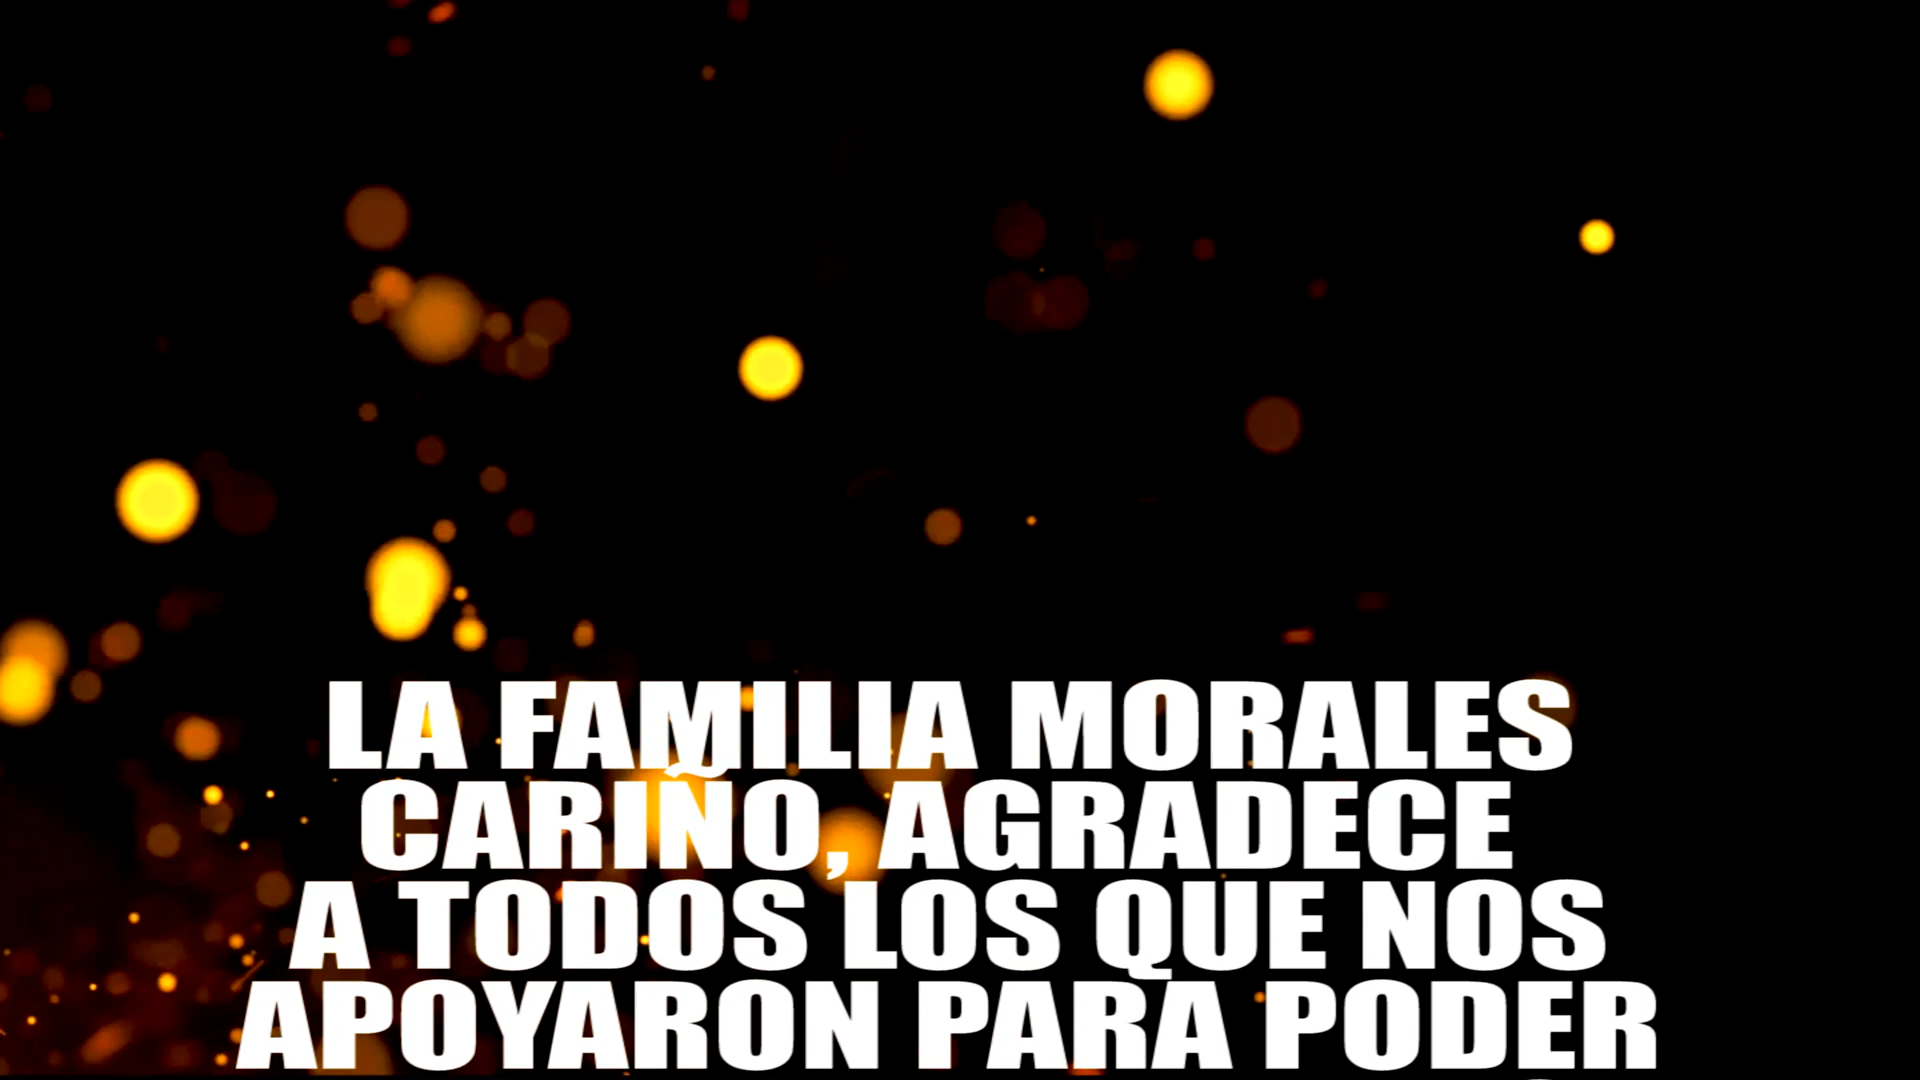 LA FAMILIA MORALES
CARIÑO, AGRADECE
A TODOS LOS QUE NOS
APOYARON PARA PODER